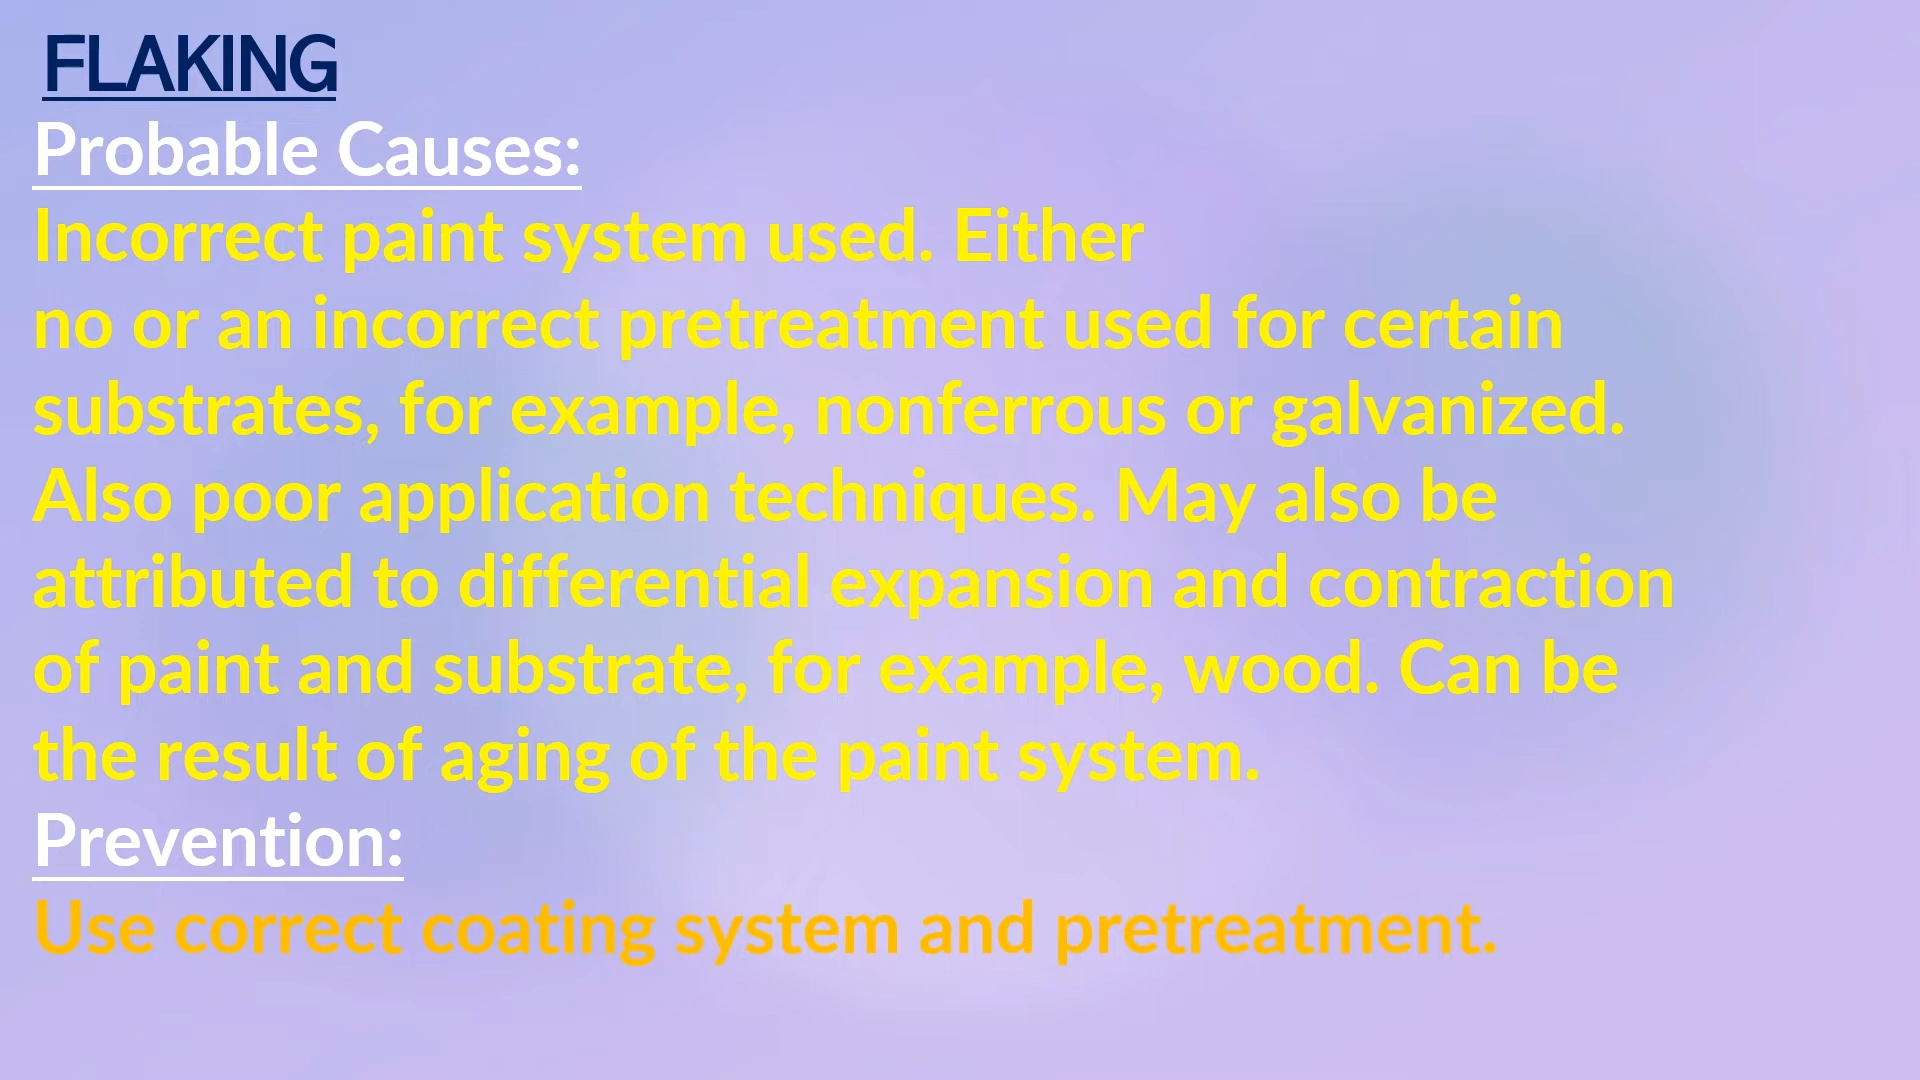 FLAKING
Probable Causes:
Incorrect paint system used. Either
no or an incorrect pretreatment used for certain
substrates, for example, nonferrous or galvanized.
Also poor application techniques. May also be
attributed to differential expansion and contraction
of paint and substrate, for example, wood. Can be
the result of aging of the paint system.
Prevention:
Use correct coating system and pretreatment.